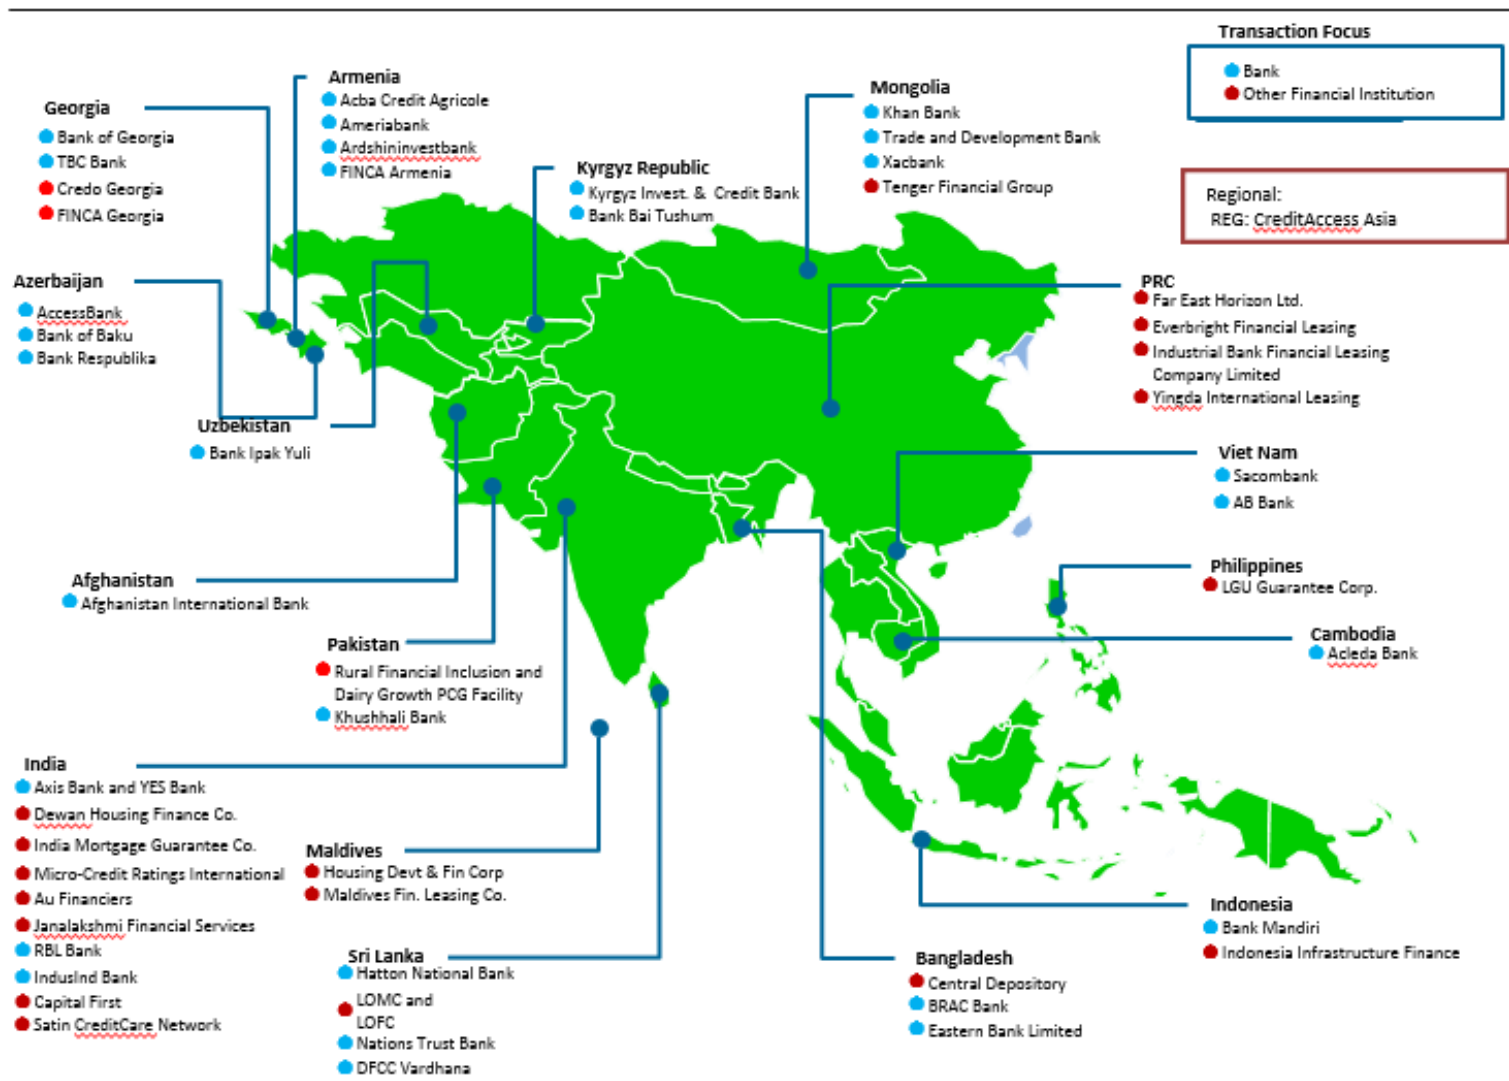 Transaction Focus
Bank
Other Financial Institution
Regional:
REG: CreditAccess Asia
Georgia
Bank of Georgia
TBC Bank
Credo Georgia
FINCA Georgia
Armenia
Acba Credit Agricole
Ameriabank
Ardshininvestbank
FINCA Armenia
Kyrgyz Republic
Kyrgyz Invest. & Credit Bank
Bank Bai Tushum
Mongolia
Khan Bank
Trade and Development Bank
Xacbank
Tenger Financial Group
Azerbaijan
AccessBank
Bank of Baku
Bank Respublika
PRC
Far East Horizon Ltd.
Everbright Financial Leasing
Industrial Bank Financial Leasing
Company Limited
Yingda International Leasing
Uzbekistan
Bank Ipak Yuli
Viet Nam
Sacombank
AB Bank
Afghanistan
Afghanistan International Bank
Philippines
LGU Guarantee Corp.
Pakistan
Rural Financial Inclusion and
Dairy Growth PCG Facility
Khushhali Bank
Cambodia
Acleda Bank
India
Axis Bank and YES Bank
Dewan Housing Finance Co.
India Mortgage Guarantee Co.
Micro-Credit Ratings International
Au Financiers
Janalakshmi Financial Services
RBL Bank
IndusInd Bank
Capital First
Satin CreditCare Network
Maldives
Housing Devt & Fin Corp
Maldives Fin. Leasing Co.
Sri Lanka
Hatton National Bank
LOMC and
LOFC
Nations Trust Bank
DFCC Vardhana
Bangladesh
Central Depository
BRAC Bank
Eastern Bank Limited
Indonesia
Bank Mandiri
Indonesia Infrastructure Finance